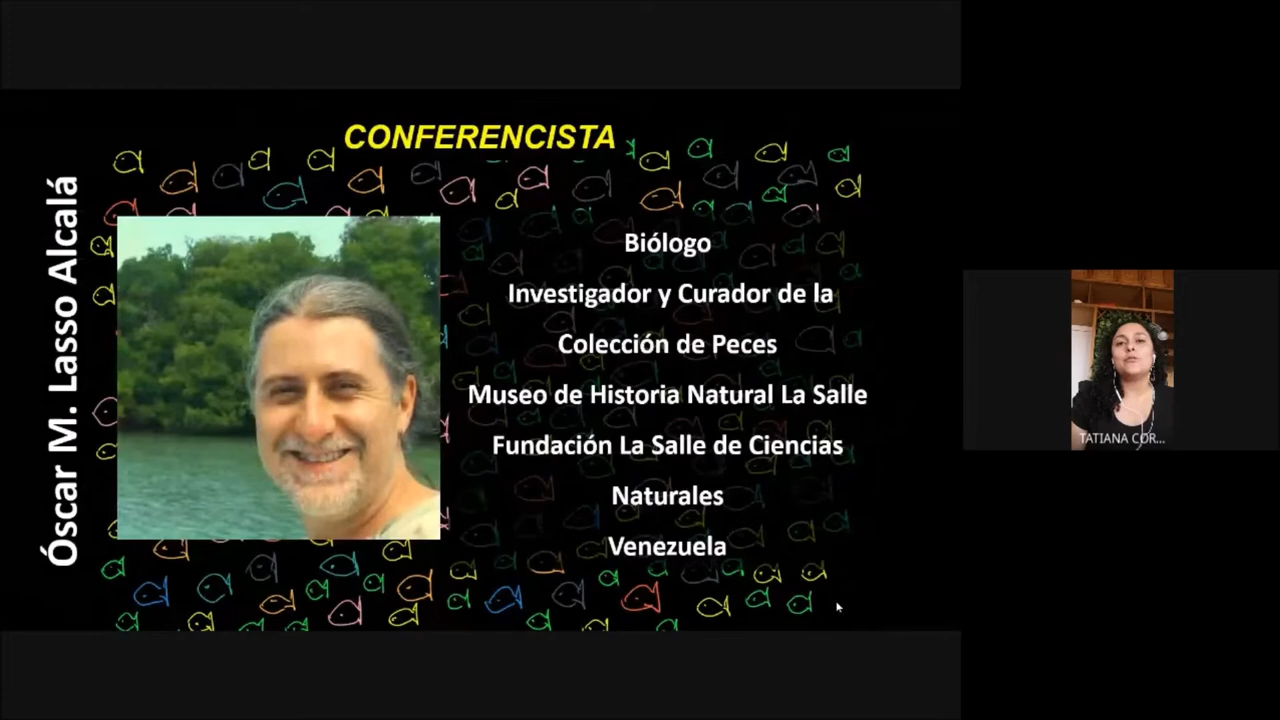 CONFERENCISTA
Óscar M. Lasso Alcalá
Biólogo
Investigador y Curador de la
Colección de Peces
Museo de Historia Natural La Salle
Fundación La Salle de Ciencias
Naturales
Venezuela
TATIANA COR...